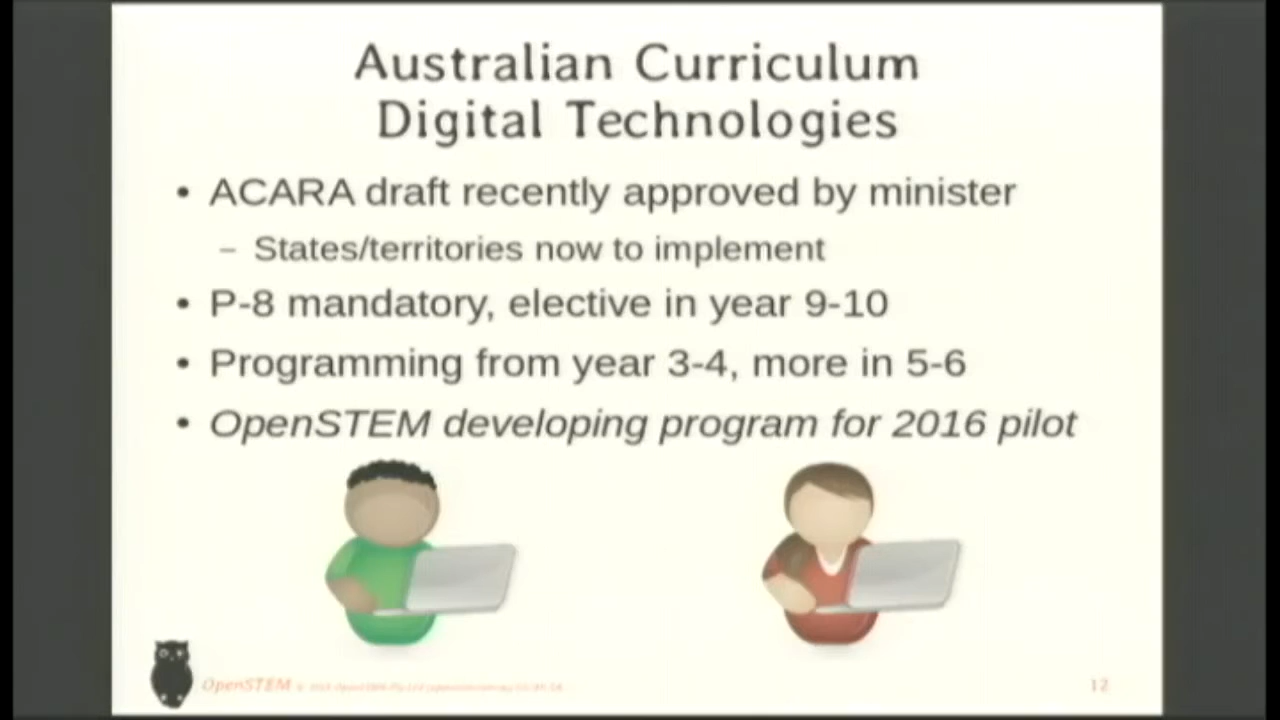 Australian Curriculum
Digital Technologies
• ACARA draft recently approved by minister
– States/territories now to implement
• P-8 mandatory, elective in year 9-10
• Programming from year 3-4, more in 5-6
• OpenSTEM developing program for 2016 pilot
OpenSTEM
12